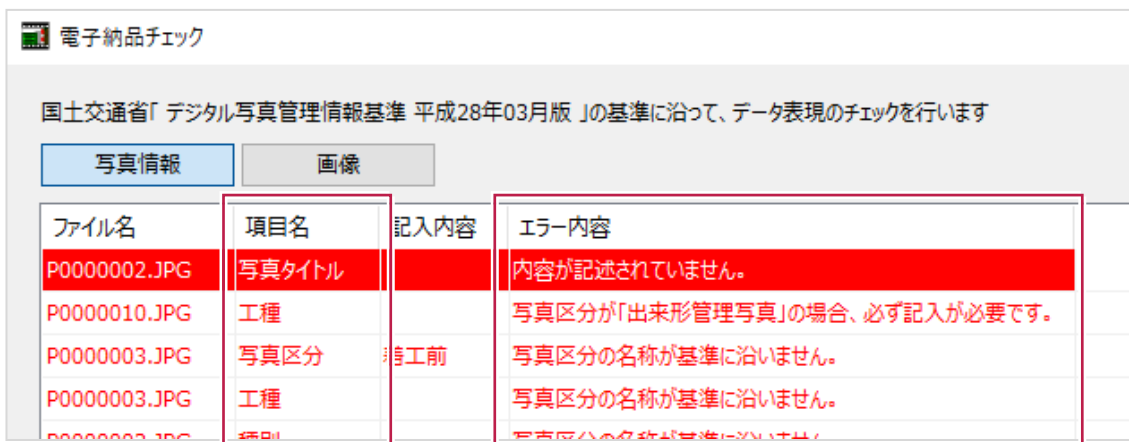 電子納品チェック
国土交通省「 デジタル写真管理情報基準 平成28年03月版 」の基準に沿って、データ表現のチェックを行います
写真情報 画像
ファイル名 項目名 記入内容 エラー内容
P0000002.JPG 写真タイトル 内容が記述されていません。
P0000010.JPG 工種 写真区分が「出来形管理写真」の場合、必ず記入が必要です。
P0000003.JPG 写真区分 着工前 写真区分の名称が基準に沿いません。
P0000003.JPG 工種 写真区分の名称が基準に沿いません。